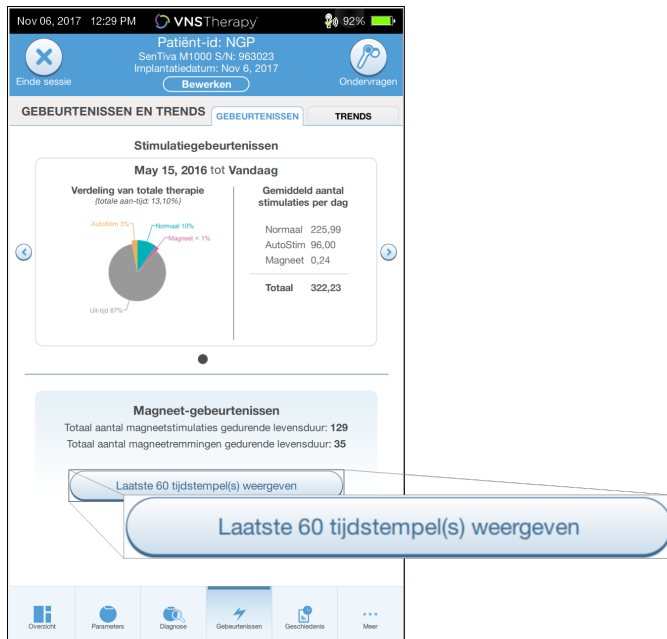 Nov 06, 2017 12:29 PM
VNSTherapy
92%
Patiënt-id: NGP
SenTiva M1000 S/N: 963023
Implantatiedatum: Nov 6, 2017
Bewerken
Einde sessie
Ondervragen
GEBEURTENISSEN EN TRENDS
GEBEURTENISSEN
TRENDS
Stimulatiegebeurtenissen
May 15, 2016 tot Vandaag
Verdeling van totale therapie
{totale aan-tijd: 13,10%}
AutoStim 3%
Normaal 10%
Magneet < 1%
Uit-tijd 87%
Gemiddeld aantal
stimulaties per dag
Normaal 225,99
AutoStim 96,00
Magneet 0,24
Totaal 322,23
Magneet-gebeurtenissen
Totaal aantal magneetstimulaties gedurende levensduur: 129
Totaal aantal magneetremmingen gedurende levensduur: 35
Laatste 60 tijdstempel(s) weergeven
Laatste 60 tijdstempel(s) weergeven
Overzicht
Parameters
Diagnose
Gebeurtenissen
Geschiedenis
Meer